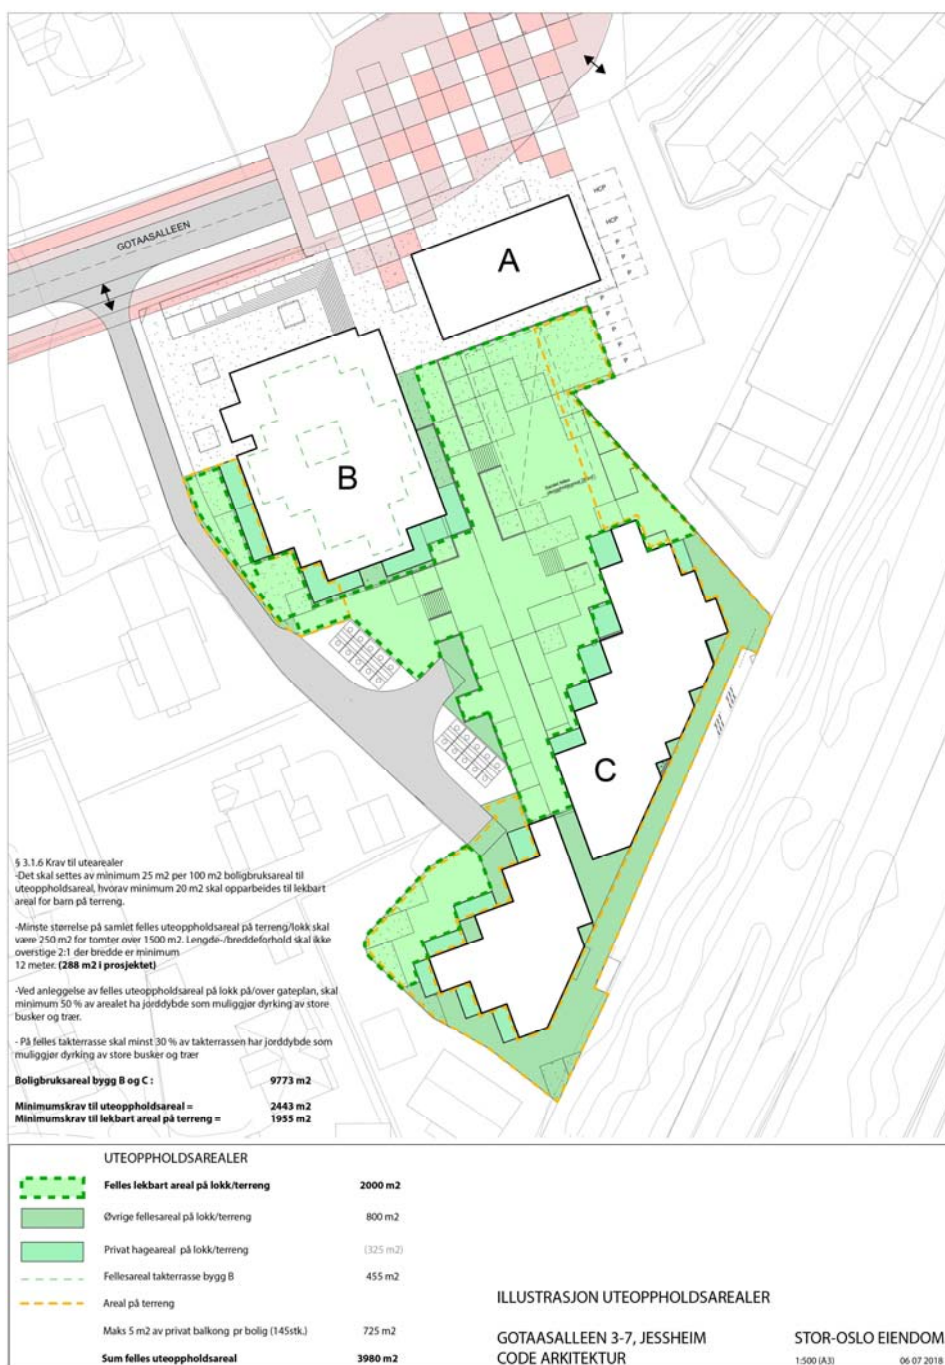 HCP
HCP
P
P
P
P
P
P
P
P
P
GOTAASALLEEN
A
B
C
§ 3.1.6 Krav til utearealer
-Det skal settes av minimum 25 m2 per 100 m2 boligbruksareal til
uteoppholdsareal, hvorav minimum 20 m2 skal opparbeides til lekbart
areal for barn på terreng.
-Minste størrelse på samlet felles uteoppholdsareal på terreng/lokk skal
være 250 m2 for tomter over 1500 m2. Lengde-/breddeforhold skal ikke
overstige 2:1 der bredde er minimum
12 meter. (288 m2 i prosjektet)
-Ved anleggelse av felles uteoppholdsareal på lokk på/over gateplan, skal
minimum 50 % av arealet ha jorddybde som muliggjør dyrking av store
busker og trær.
- På felles takterrasse skal minst 30 % av takterrassen har jorddybde som
muliggjør dyrking av store busker og trær
Boligbruksareal bygg B og C : 9773 m2
Minimumskrav til uteoppholdsareal = 2443 m2
Minimumskrav til lekbart areal på terreng = 1955 m2
UTEOPPHOLDSAREALER
Felles lekbart areal på lokk/terreng 2000 m2
Øvrige fellesareal på lokk/terreng 800 m2
Privat hageareal på lokk/terreng (325 m2)
Fellesareal takterrasse bygg B 455 m2
Areal på terreng
Maks 5 m2 av privat balkong pr bolig (145stk.) 725 m2
Sum felles uteoppholdsareal 3980 m2
ILLUSTRASJON UTEOPPHOLDSAREALER
GOTAASALLEEN 3-7, JESSHEIM STOR-OSLO EIENDOM
CODE ARKITEKTUR 1:500 (A3) 06 07 2018